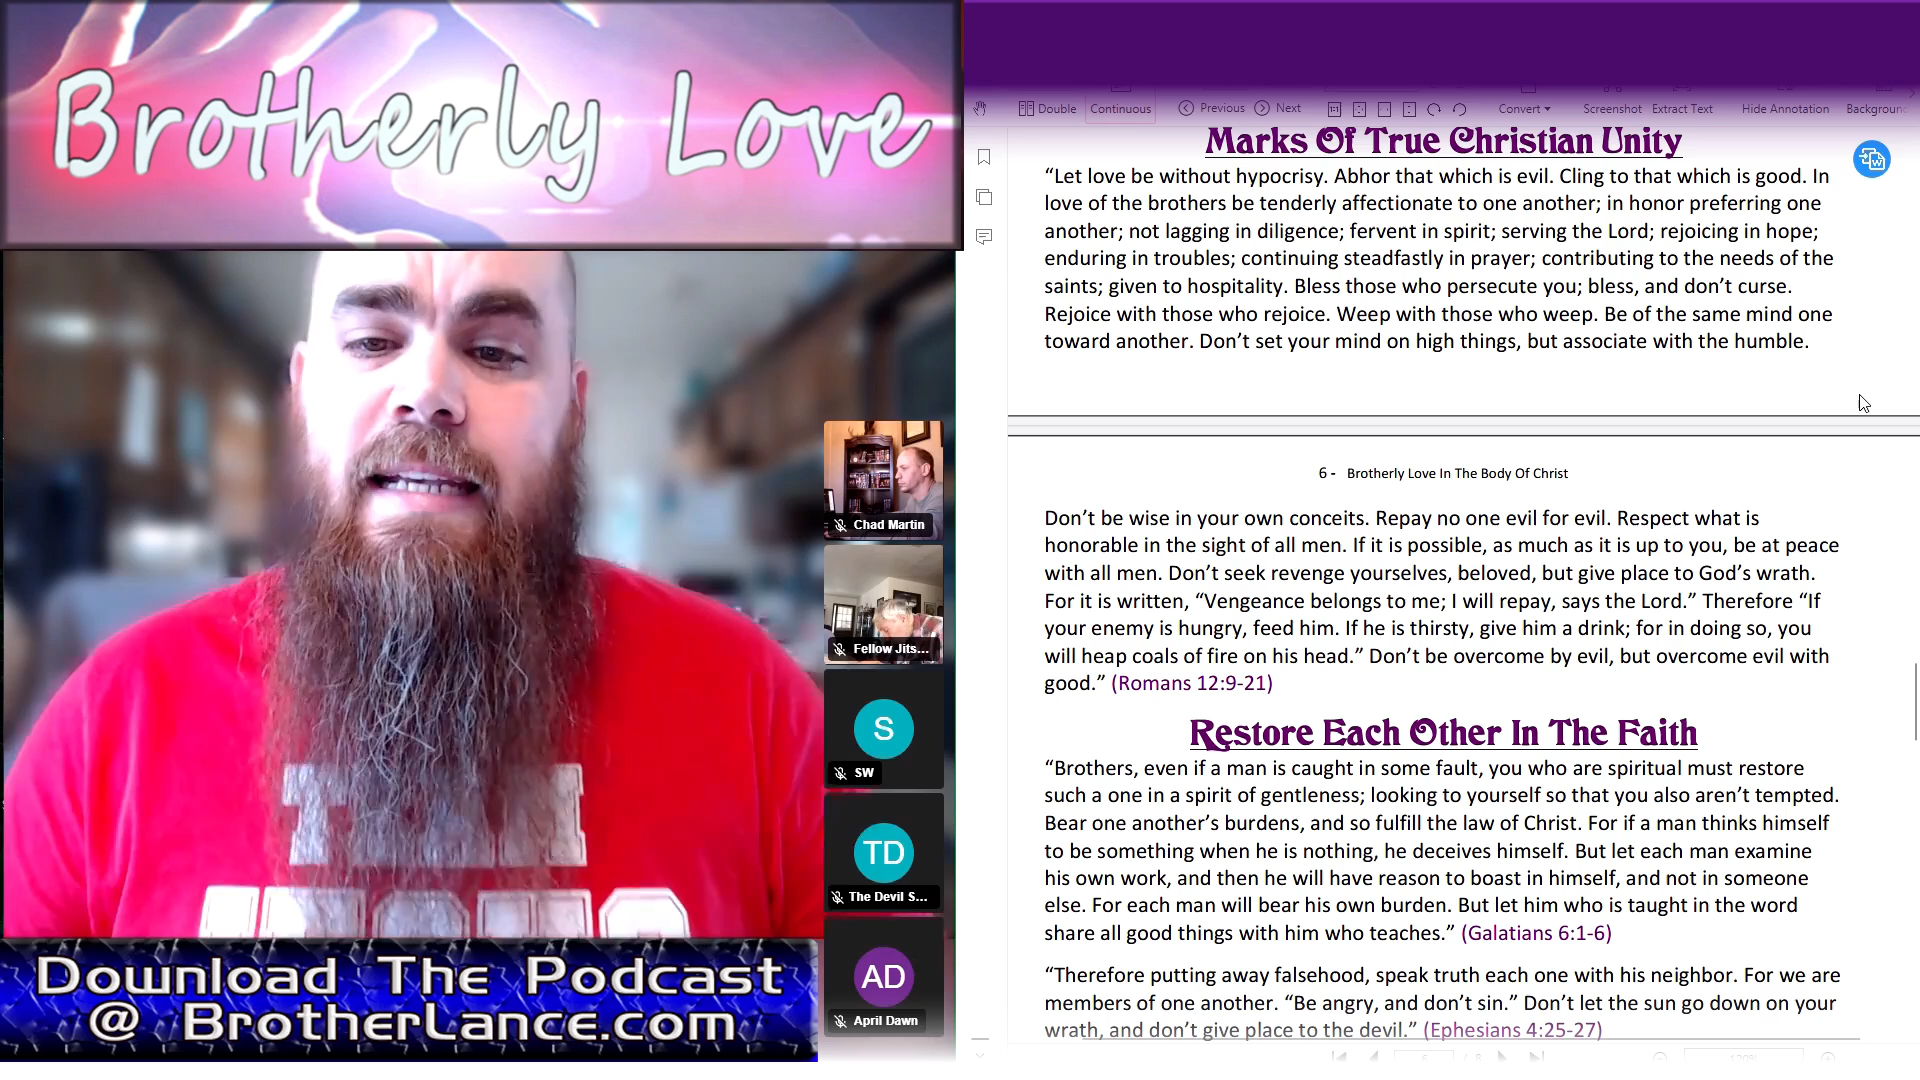 Brotherly Love
Double
Continuous
Previous
Next
Convert
Screenshot
Extract Text
Hide Annotation
Marks Of True Christian Unity
“Let love be without hypocrisy. Abhor that which is evil. Cling to that which is good. In
love of the brothers be tenderly affectionate to one another; in honor preferring one
another; not lagging in diligence; fervent in spirit; serving the Lord; rejoicing in hope;
enduring in troubles; continuing steadfastly in prayer; contributing to the needs of the
saints; given to hospitality. Bless those who persecute you; bless, and don’t curse.
Rejoice with those who rejoice. Weep with those who weep. Be of the same mind one
toward another. Don’t set your mind on high things, but associate with the humble.
6 - Brotherly Love In The Body Of Christ
Don’t be wise in your own conceits. Repay no one evil for evil. Respect what is
honorable in the sight of all men. If it is possible, as much as it is up to you, be at peace
with all men. Don’t seek revenge yourselves, beloved, but give place to God’s wrath.
For it is written, “Vengeance belongs to me; I will repay, says the Lord.” Therefore “If
your enemy is hungry, feed him. If he is thirsty, give him a drink; for in doing so, you
will heap coals of fire on his head.” Don’t be overcome by evil, but overcome evil with
good.” (Romans 12:9-21)
Restore Each Other In The Faith
“Brothers, even if a man is caught in some fault, you who are spiritual must restore
such a one in a spirit of gentleness; looking to yourself so that you also aren’t tempted.
Bear one another’s burdens, and so fulfill the law of Christ. For if a man thinks himself
to be something when he is nothing, he deceives himself. But let each man examine
his own work, and then he will have reason to boast in himself, and not in someone
else. For each man will bear his own burden. But let him who is taught in the word
share all good things with him who teaches.” (Galatians 6:1-6)
“Therefore putting away falsehood, speak truth each one with his neighbor. For we are
members of one another. “Be angry, and don’t sin.” Don’t let the sun go down on your
wrath, and don’t give place to the devil.” (Ephesians 4:25-27)
Chad Martin
Fellow Jits...
S
SW
TD
The Devil S...
AD
April Dawn
Download The Podcast
@ BrotherLance.com